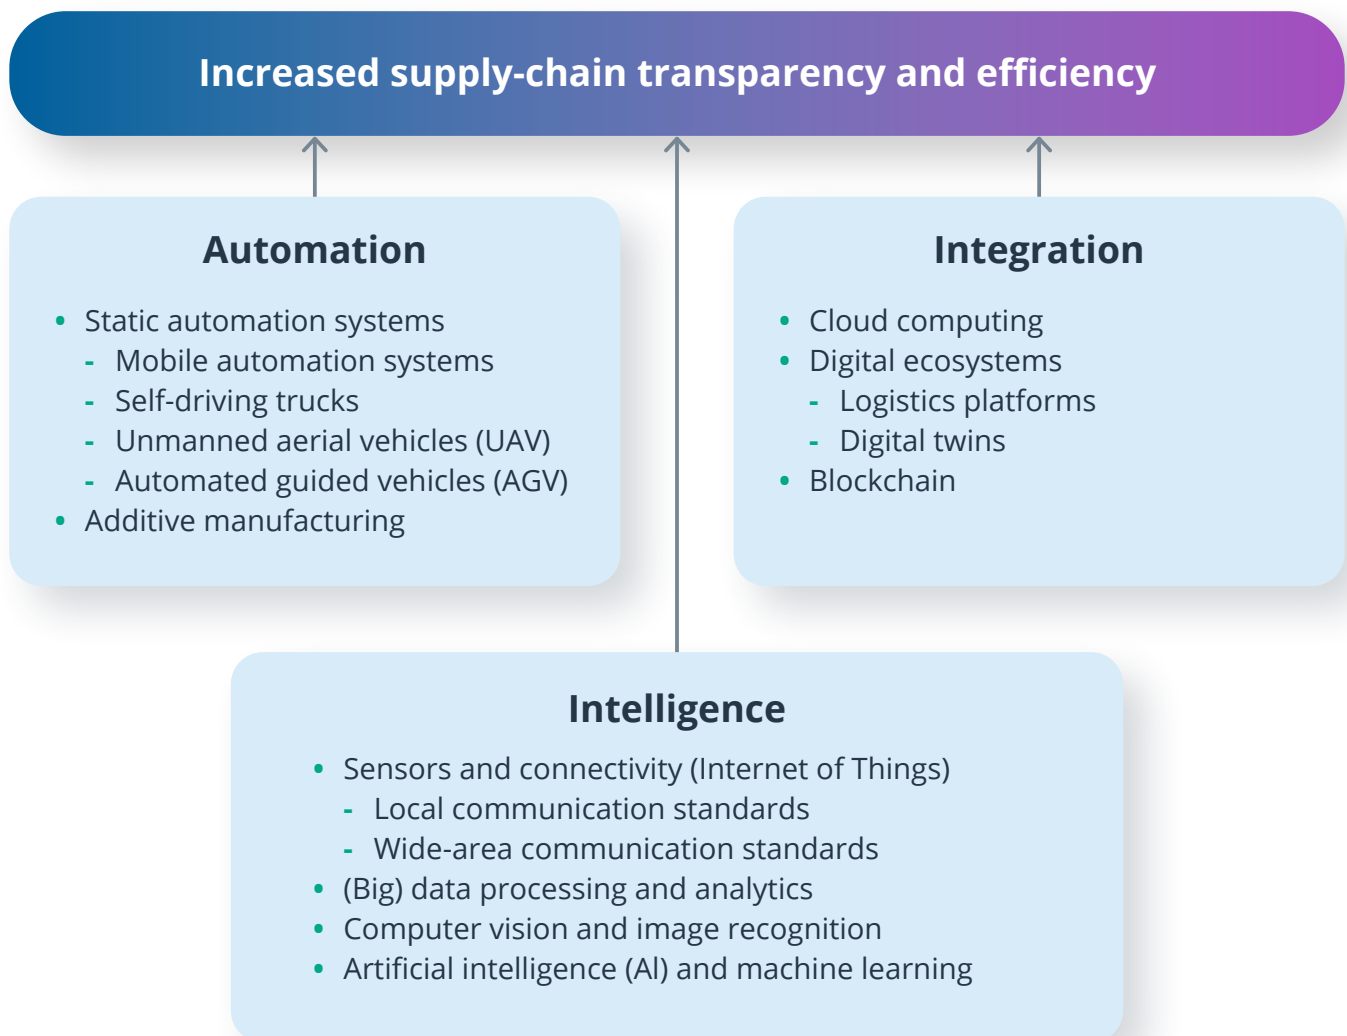 Increased supply-chain transparency and efficiency
Automation
• Static automation systems
- Mobile automation systems
- Self-driving trucks
- Unmanned aerial vehicles (UAV)
- Automated guided vehicles (AGV)
• Additive manufacturing
Integration
• Cloud computing
• Digital ecosystems
- Logistics platforms
- Digital twins
• Blockchain
Intelligence
• Sensors and connectivity (Internet of Things)
- Local communication standards
- Wide-area communication standards
• (Big) data processing and analytics
• Computer vision and image recognition
• Artificial intelligence (Al) and machine learning